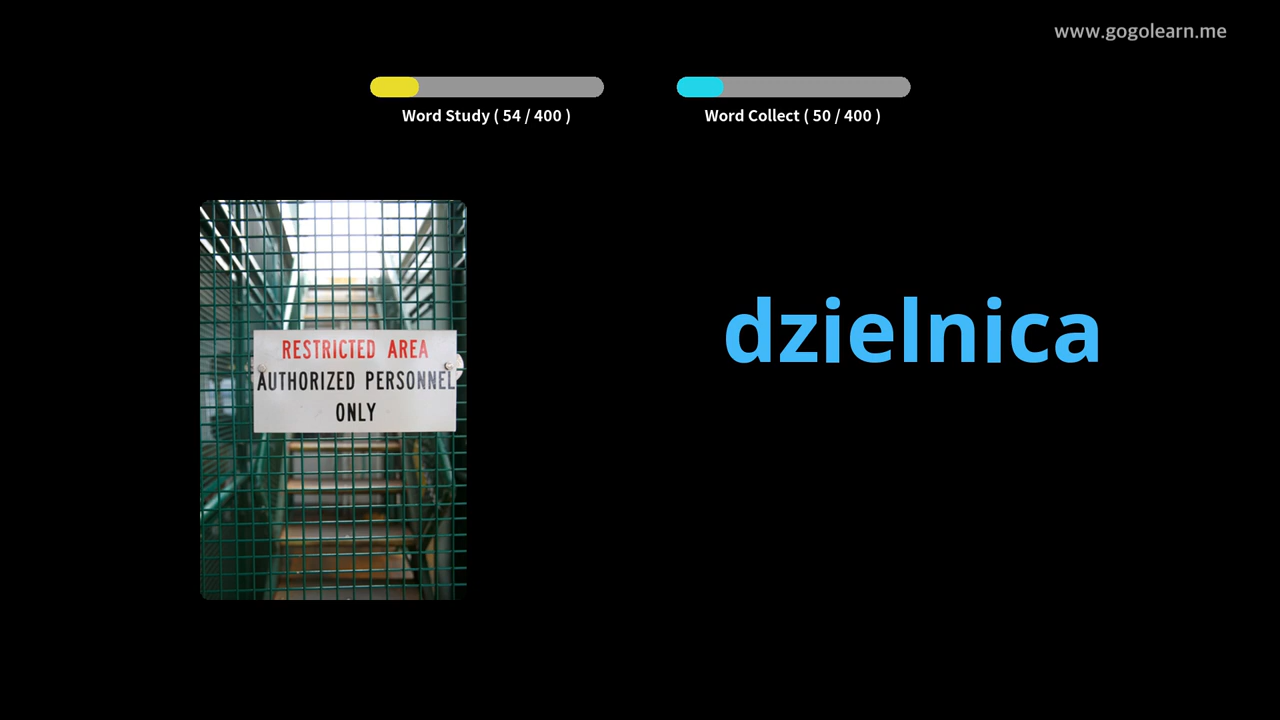 www.gogolearn.me
Word Study ( 54 / 400 )
Word Collect ( 50 / 400 )
RESTRICTED AREA
AUTHORIZED PERSONNEL
ONLY
dzielnica